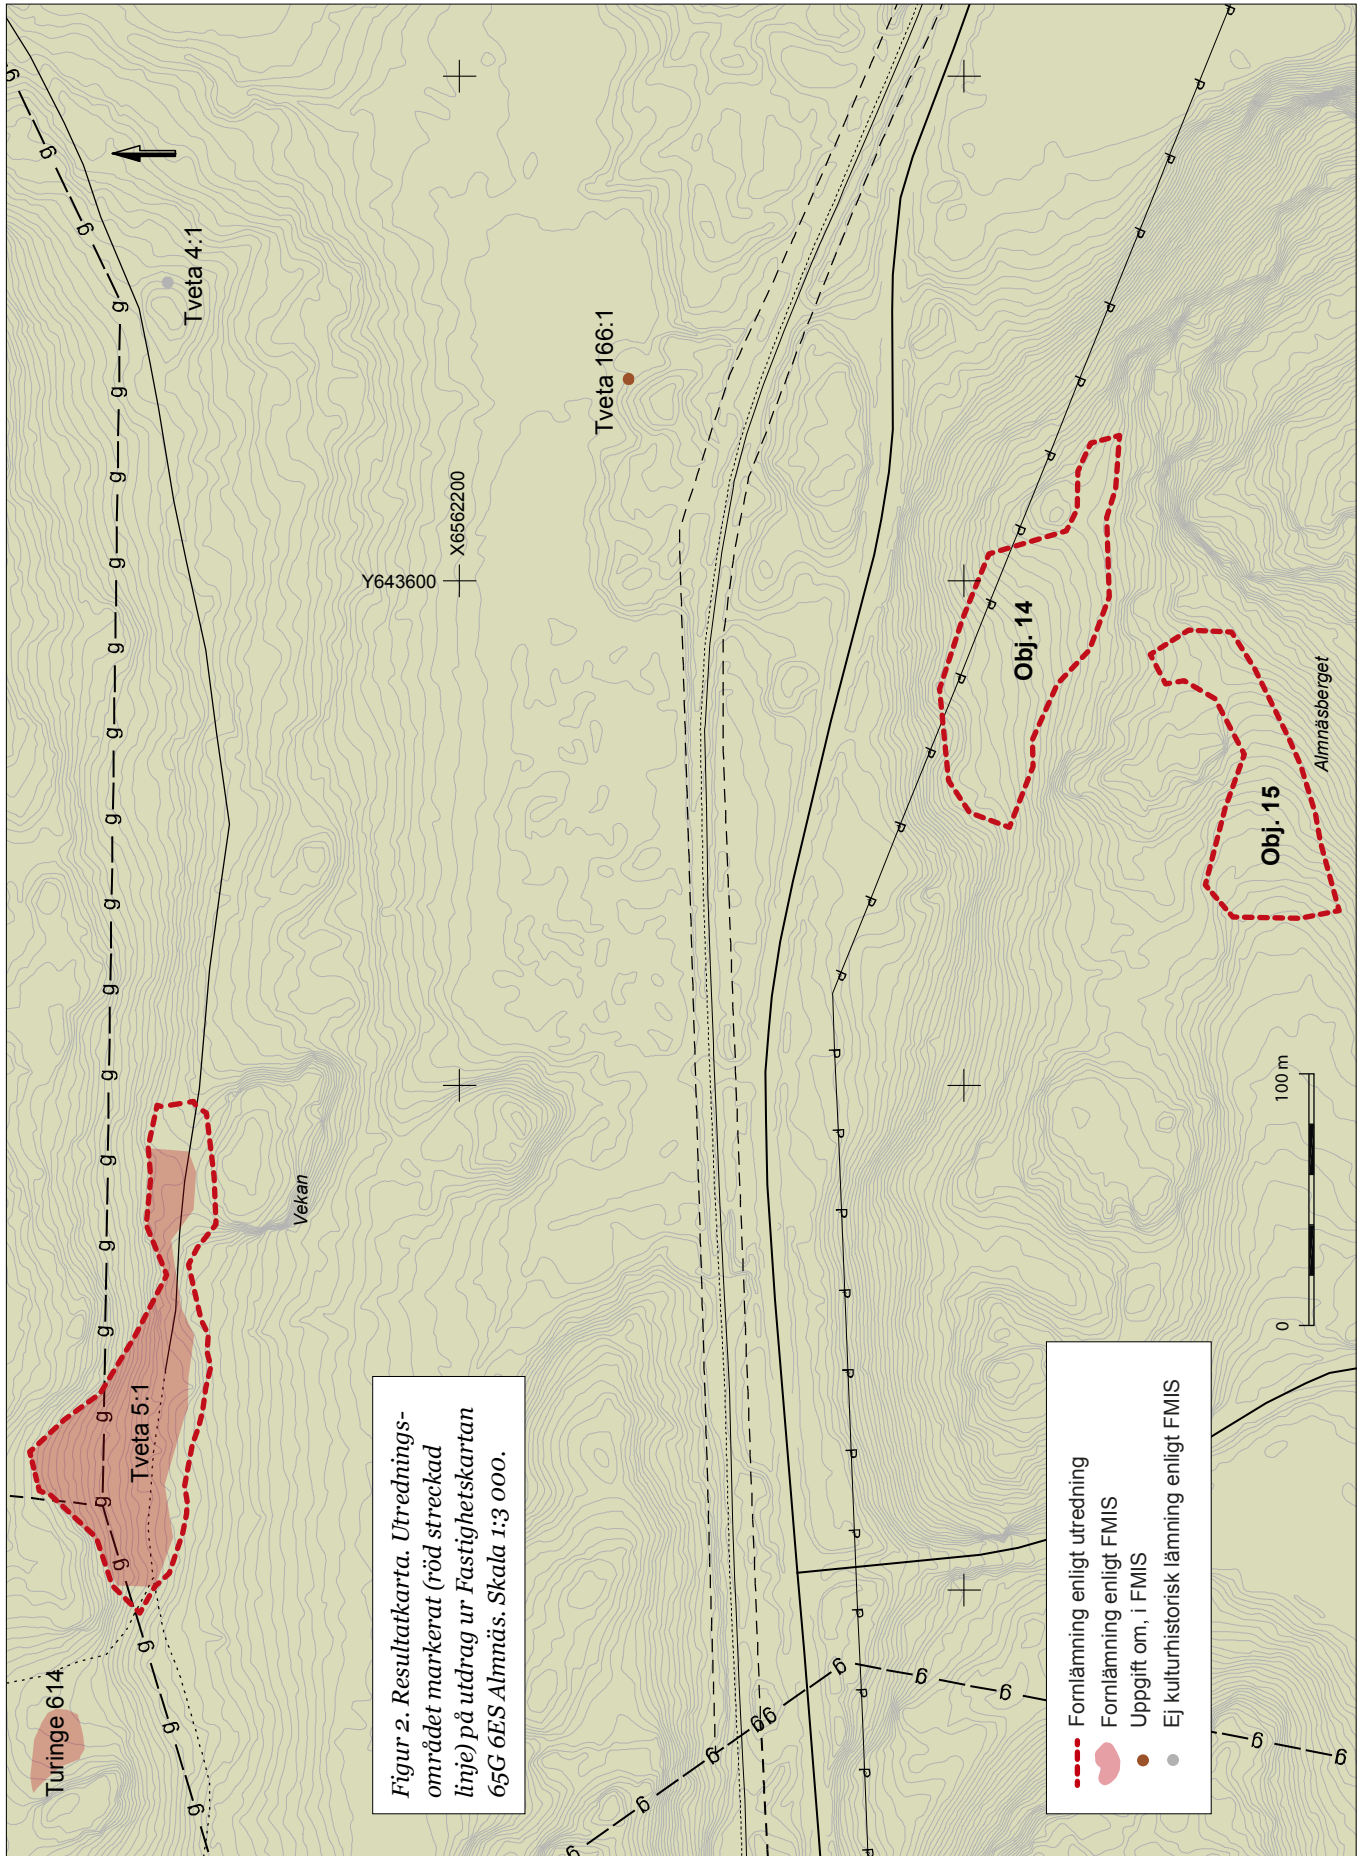 Turinge 614
Tveta 5:1
Vekan
Tveta 4:1
Y643600
X6562200
Tveta 166:1
Figur 2. Resultatkarta. Utrednings-
området markerat (röd streckad
linje) på utdrag ur Fastighetskartan
65G 6ES Almnäs. Skala 1:3 000.
Obj. 14
Obj. 15
Almnäsberget
Fornlämning enligt utredning
Fornlämning enligt FMIS
Uppgift om, i FMIS
Ej kulturhistorisk lämning enligt FMIS
0 100 m